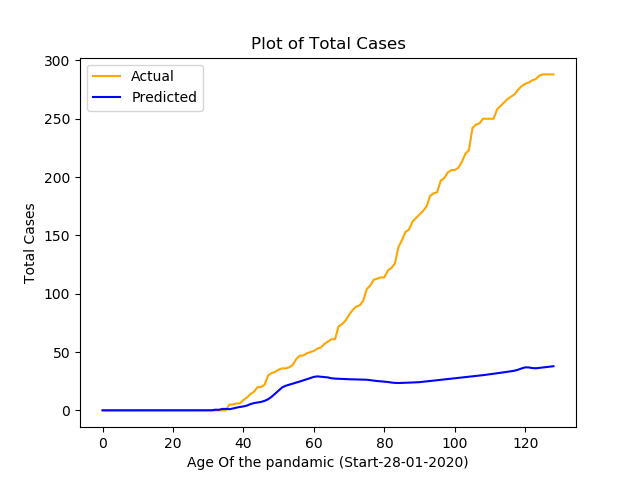 Plot of Total Cases
Actual
Predicted
300
250
200
150
100
50
0
Total Cases
0 20 40 60 80 100 120
Age Of the pandamic (Start-28-01-2020)